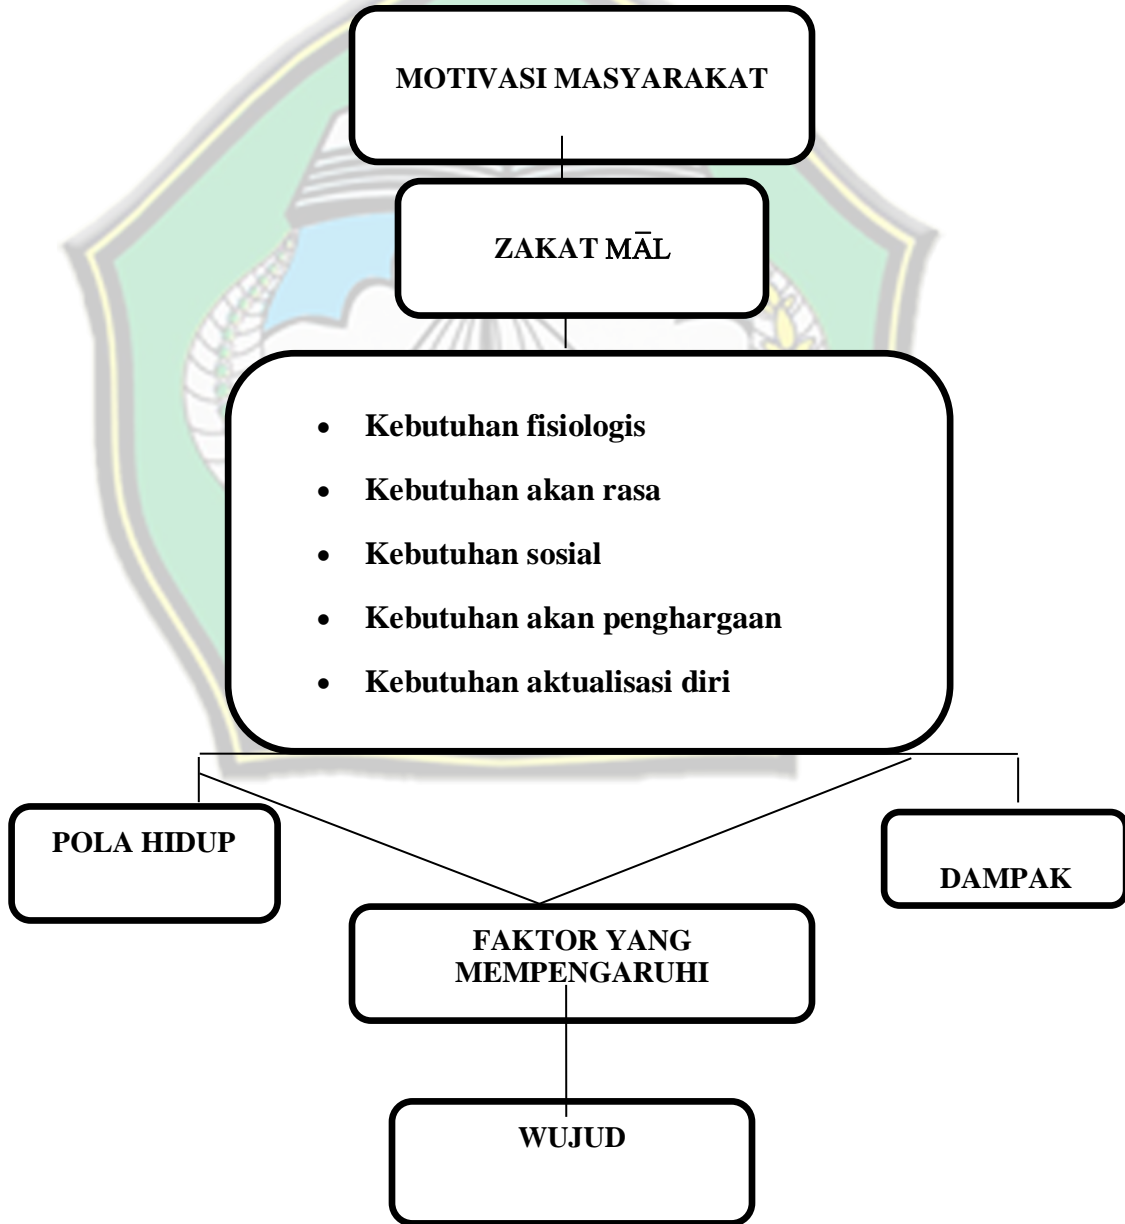 MOTIVASI MASYARAKAT
ZAKAT MĀL
• Kebutuhan fisiologis
• Kebutuhan akan rasa
• Kebutuhan sosial
• Kebutuhan akan penghargaan
• Kebutuhan aktualisasi diri
POLA HIDUP
DAMPAK
FAKTOR YANG
MEMPENGARUHI
WUJUD